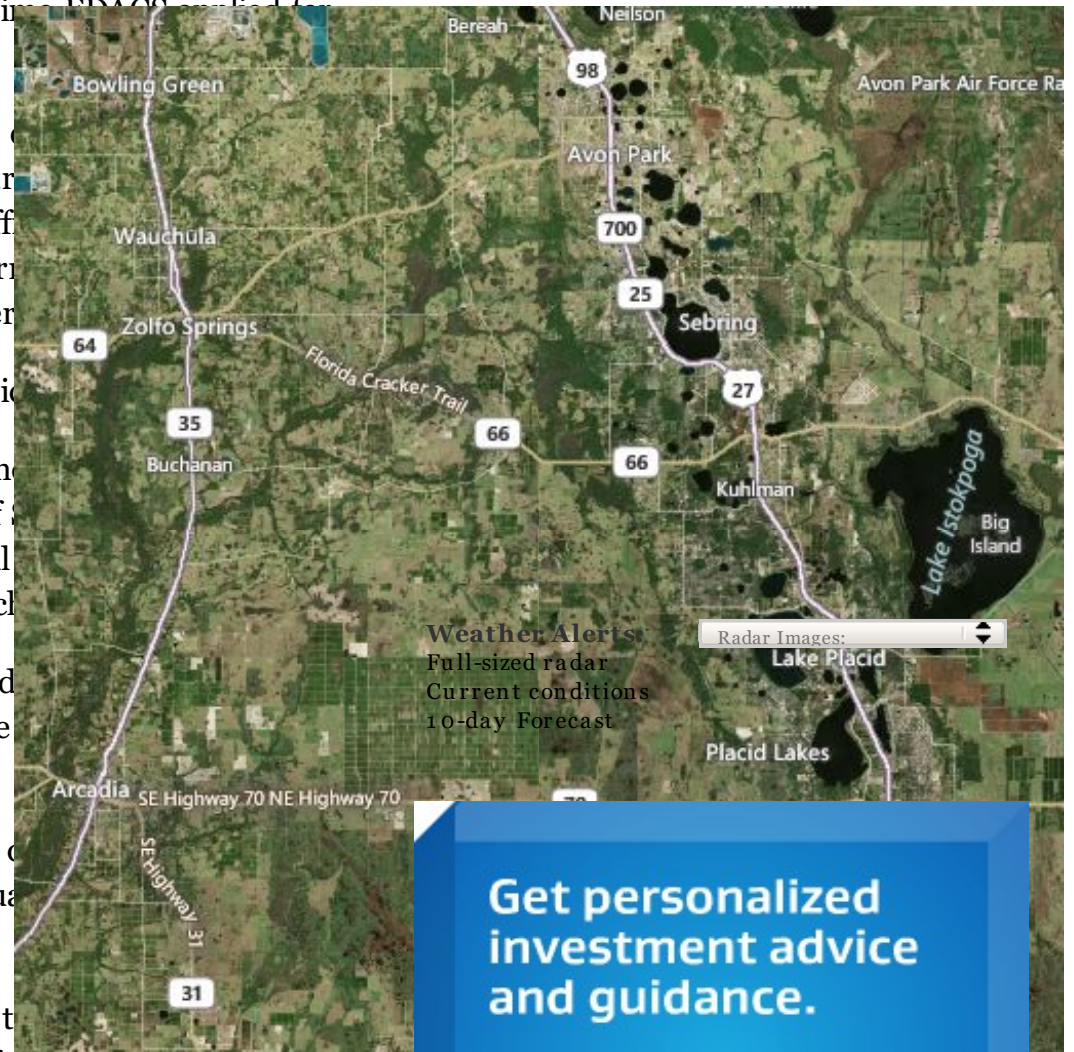 applied for
Neilson
Bereah
98
Bowling Green
Avon Park Air Force Ra
Avon Park
700
Wauchula
25
Sebring
Zolfo Springs
64
Florida Cracker Trail
27
35
66
66
Buchanan
Kuhlman
Lake Istokpoga
Big
Island
Weather Alerts:
Radar Images:
Full-sized radar
Lake Placid
Current conditions
10-day Forecast
Placid Lakes
Arcadia
SE Highway 70 NE Highway 70
SE Highway 31
31
Get personalized
investment advice
and guidance.